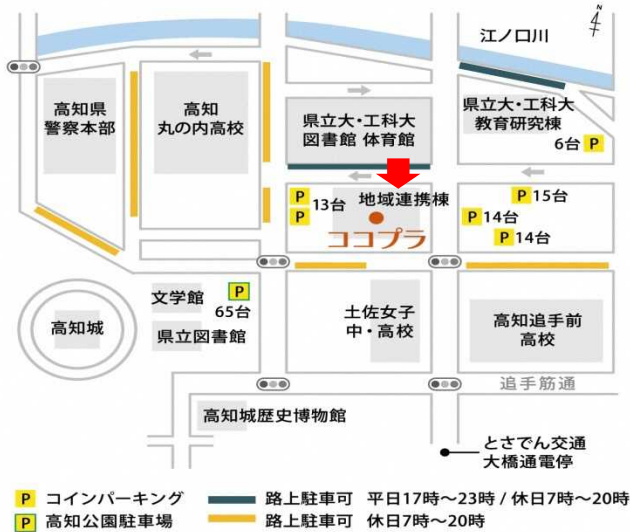 江ノ口川
4
高知県
警察本部
高知
丸の内高校
県立大・工科大
図書館 体育館
県立大・工科大
教育研究棟
6台 P
P
P
13台
地域連携棟
ココプラ
P 15台
P 14台
P 14台
文学館
P
65台
県立図書館
高知城
土佐女子
中・高校
高知追手前
高校
追手筋通
高知城歴史博物館
とさでん交通
大橋通電停
P コインパーキング 路上駐車可 平日17時～23時 / 休日7時～20時
P 高知公園駐車場 路上駐車可 休日7時～20時